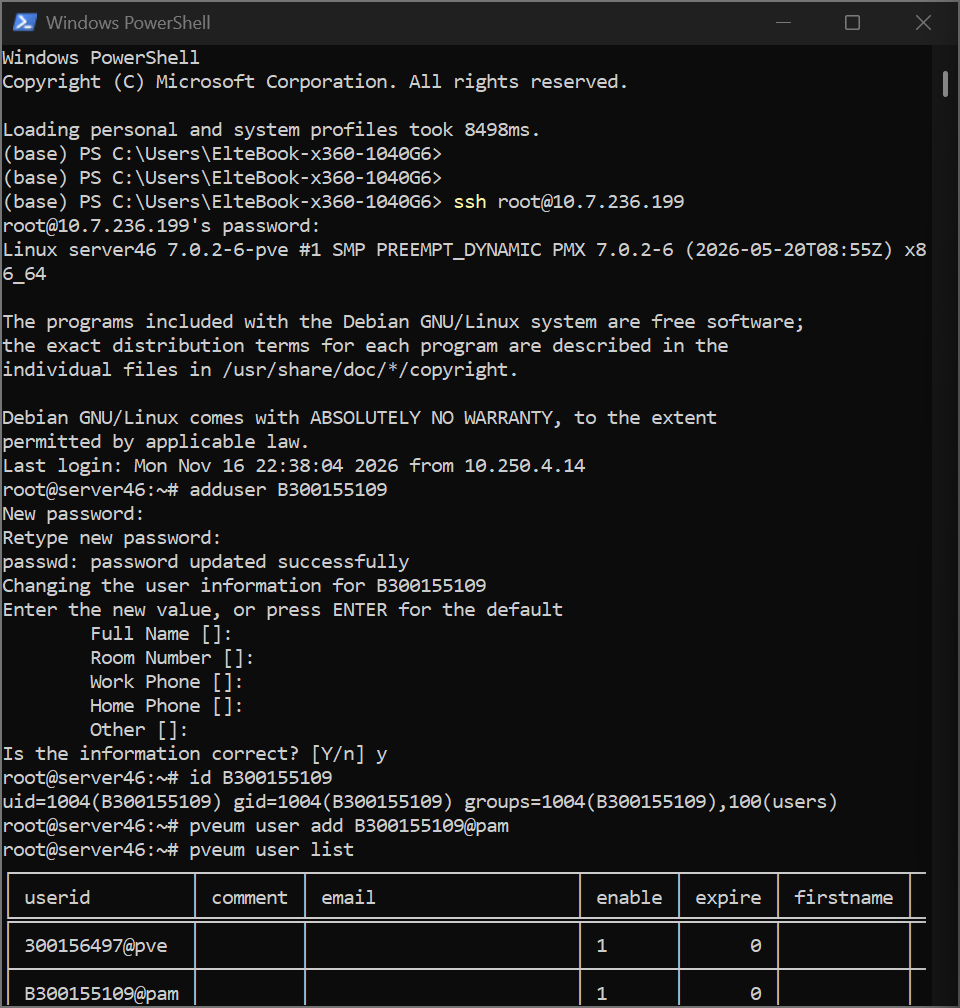 Windows PowerShell
Windows PowerShell
Copyright (C) Microsoft Corporation. All rights reserved.
Loading personal and system profiles took 8498ms.
(base) PS C:\Users\ElteBook-x360-1040G6>
(base) PS C:\Users\ElteBook-x360-1040G6>
(base) PS C:\Users\ElteBook-x360-1040G6> ssh root@10.7.236.199
root@10.7.236.199's password:
Linux server46 7.0.2-6-pve #1 SMP PREEMPT_DYNAMIC PMX 7.0.2-6 (2026-05-20T08:55Z) x8
6_64
The programs included with the Debian GNU/Linux system are free software;
the exact distribution terms for each program are described in the
individual files in /usr/share/doc/*/copyright.
Debian GNU/Linux comes with ABSOLUTELY NO WARRANTY, to the extent
permitted by applicable law.
Last login: Mon Nov 16 22:38:04 2026 from 10.250.4.14
root@server46:~# adduser B300155109
New password:
Retype new password:
passwd: password updated successfully
Changing the user information for B300155109
Enter the new value, or press ENTER for the default
Full Name []:
Room Number []:
Work Phone []:
Home Phone []:
Other []:
Is the information correct? [Y/n] y
root@server46:~# id B300155109
uid=1004(B300155109) gid=1004(B300155109) groups=1004(B300155109),100(users)
root@server46:~# pveum user add B300155109@pam
root@server46:~# pveum user list
userid comment email enable expire firstname
300156497@pve 1 0
B300155109@pam 1 0